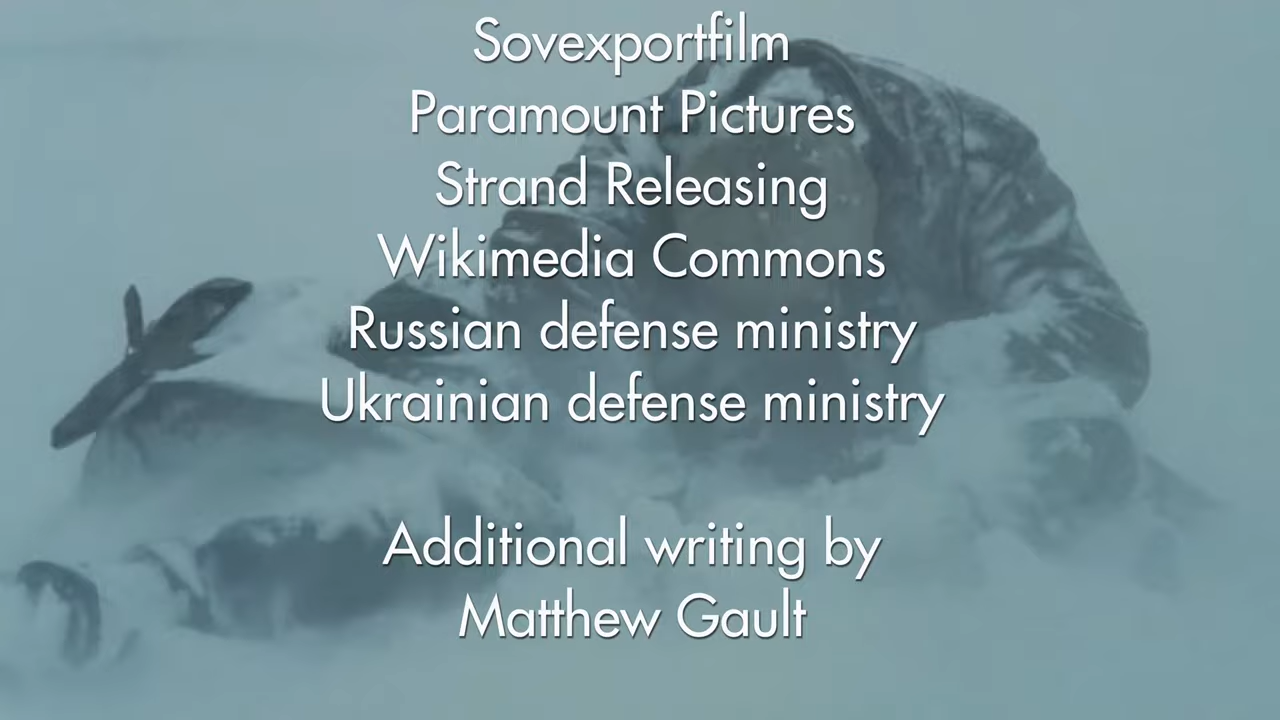 Sovexportfilm
Paramount Pictures
Strand Releasing
Wikimedia Commons
Russian defense ministry
Ukrainian defense ministry
Additional writing by
Matthew Gault